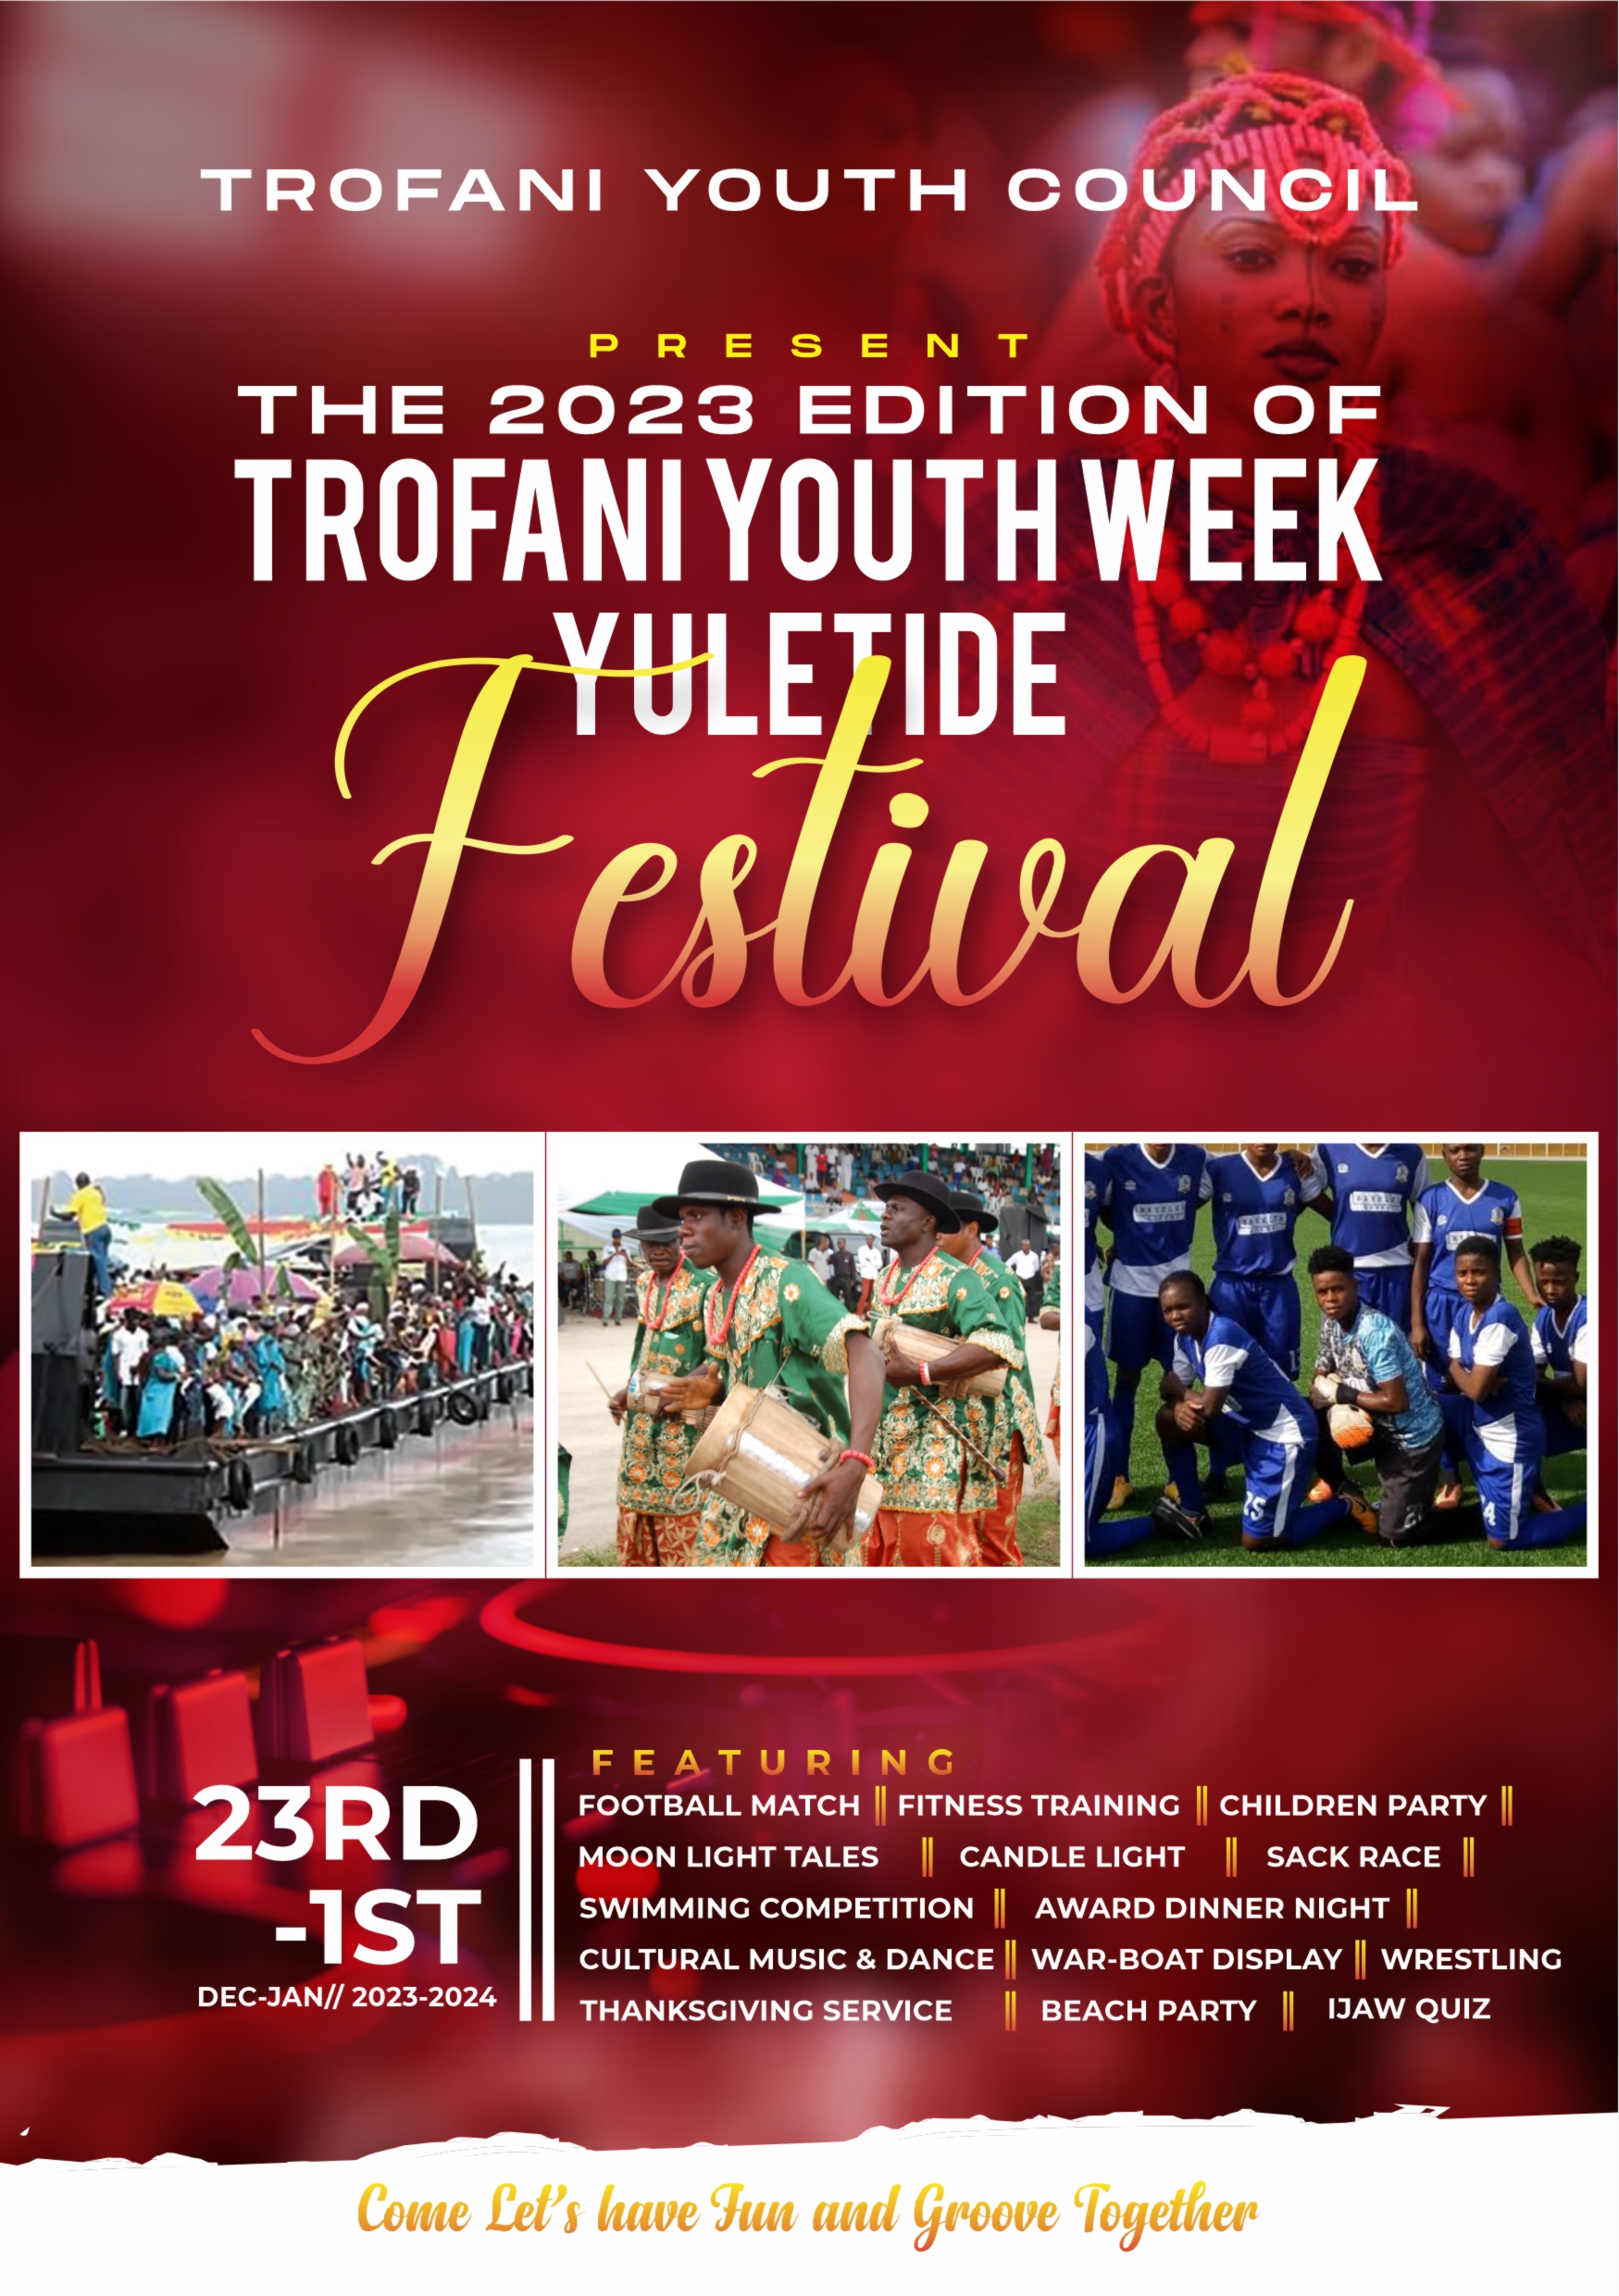 TROFANI YOUTH COUNCIL
PRESENT
THE 2023 EDITION OF
TROFANI YOUTH WEEK
YULETIDE
Festival
23RD
-1ST
DEC-JAN// 2023-2024
FEATURING
FOOTBALL MATCH || FITNESS TRAINING || CHILDREN PARTY ||
MOON LIGHT TALES || CANDLE LIGHT || SACK RACE ||
SWIMMING COMPETITION || AWARD DINNER NIGHT ||
CULTURAL MUSIC & DANCE || WAR-BOAT DISPLAY || WRESTLING
THANKSGIVING SERVICE || BEACH PARTY || IJAW QUIZ
Come Let's have Fun and Groove Together